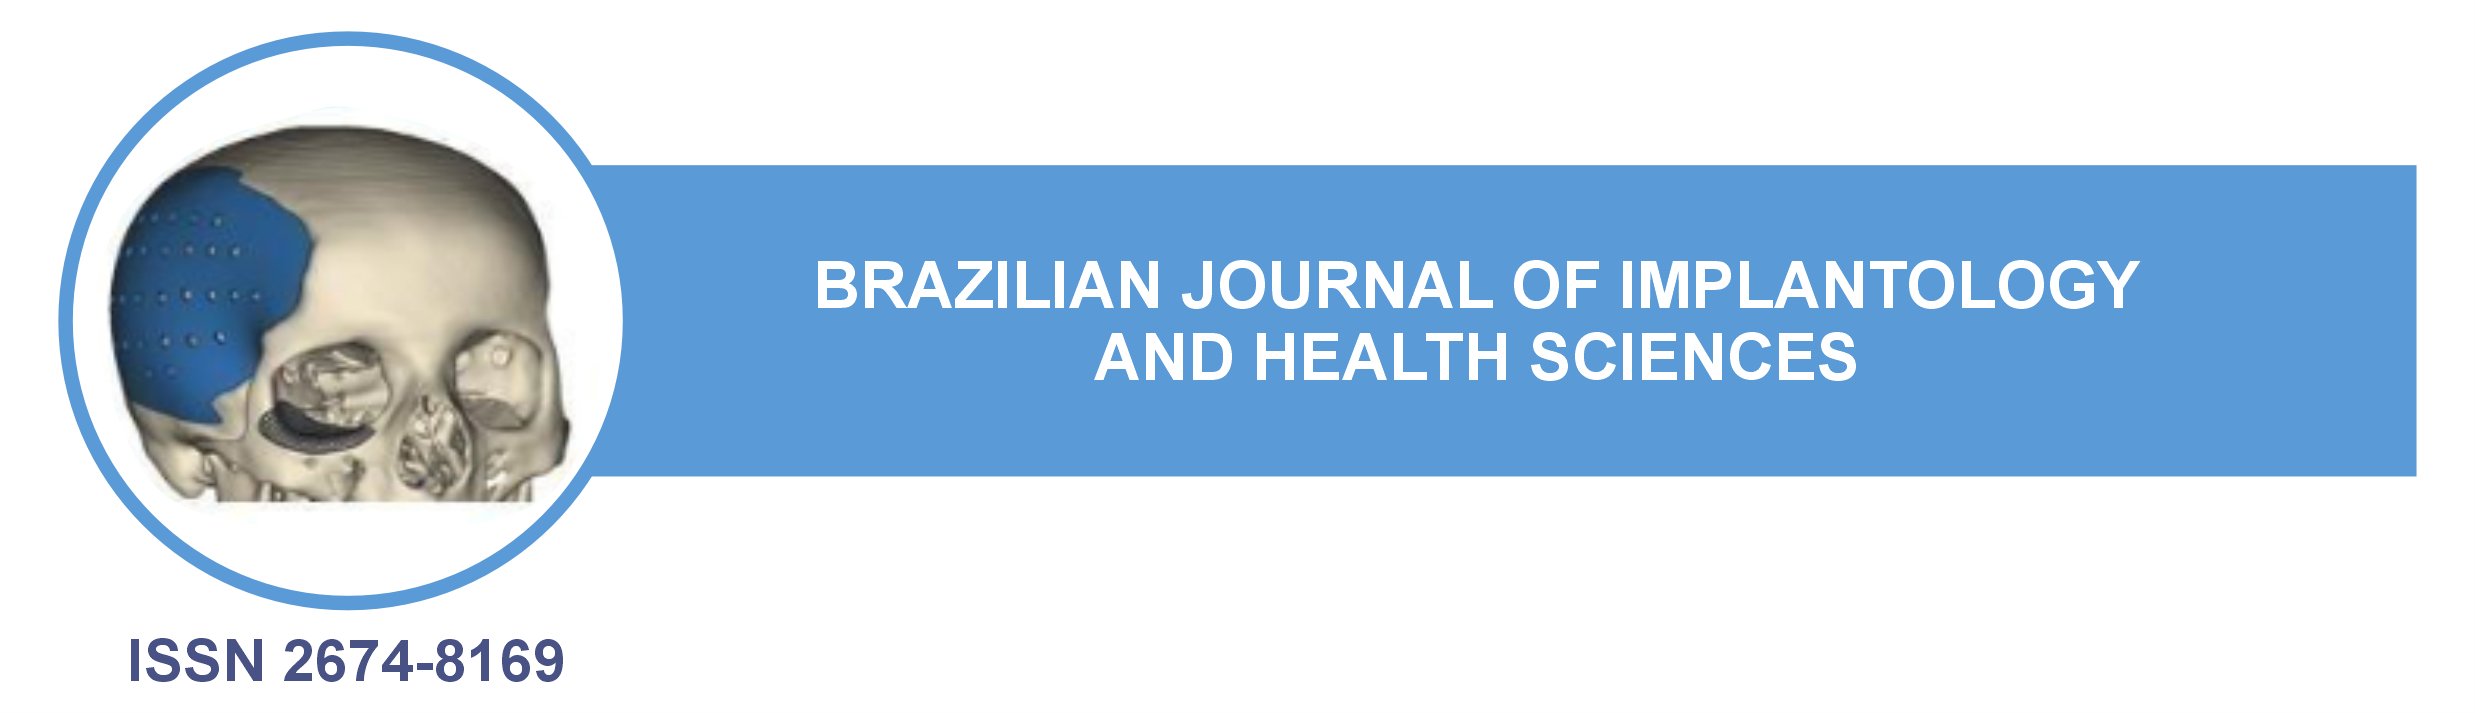 BRAZILIAN JOURNAL OF IMPLANTOLOGY
AND HEALTH SCIENCES
ISSN 2674-8169